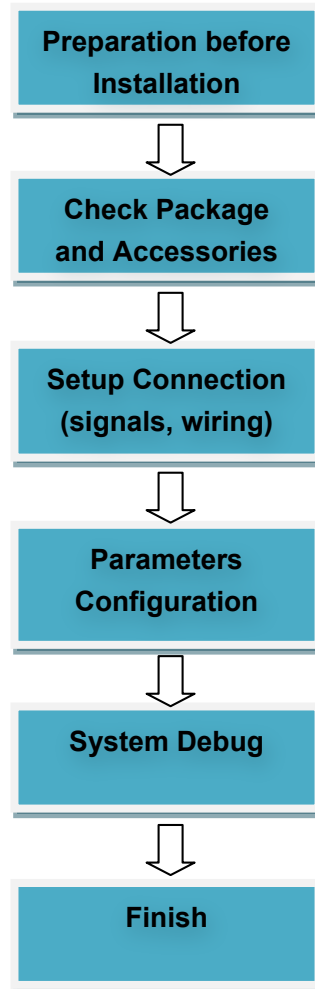 Preparation before
Installation
Check Package
and Accessories
Setup Connection
(signals, wiring)
Parameters
Configuration
System Debug
Finish